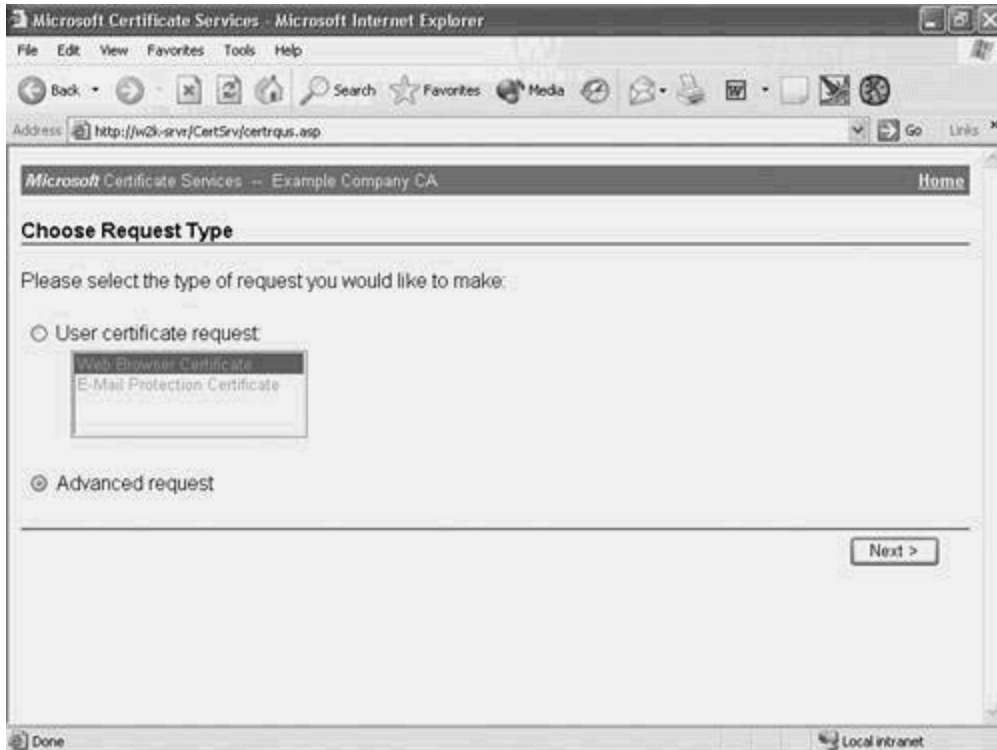 Microsoft Certificate Services - Microsoft Internet Explorer
File Edit View Favorites Tools Help
Back Search Favorites Media
Address http://w2k-srvr/CertSrv/certrqus.asp Go Links
Microsoft Certificate Services -- Example Company CA Home
Choose Request Type
Please select the type of request you would like to make:
User certificate request:
Web Browser Certificate
E-Mail Protection Certificate
Advanced request
Next >
Done Local intranet